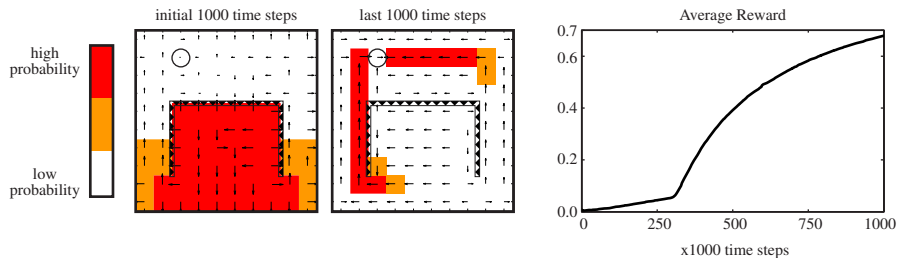 initial 1000 time steps
last 1000 time steps
Average Reward
high
probability
low
probability
0.7
0.6
0.4
0.2
0.0
0
250
500
750
1000
x1000 time steps